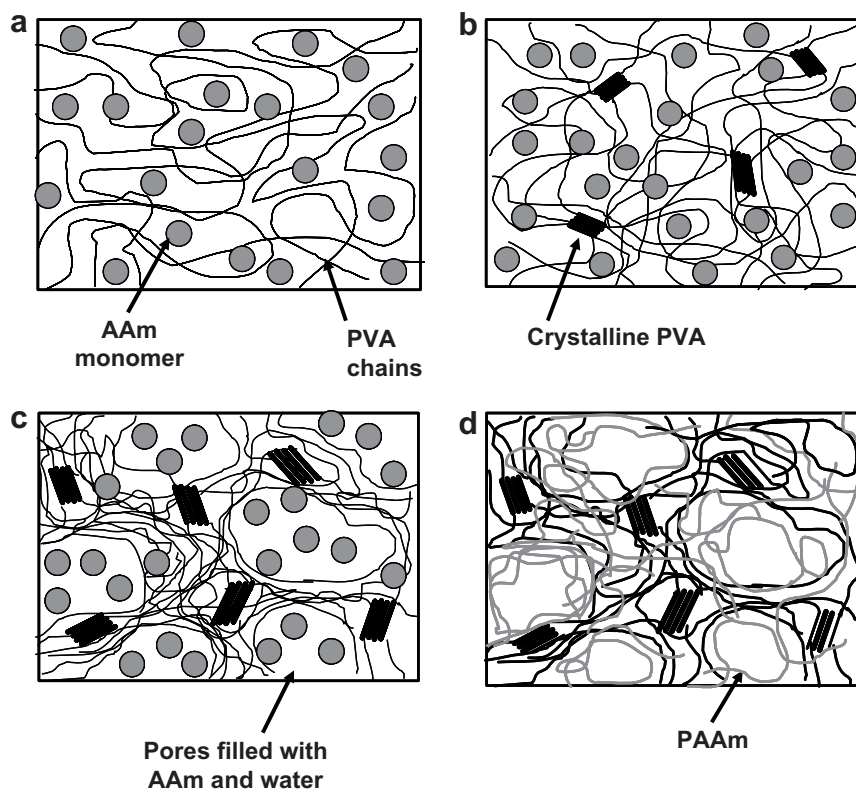 a
b
AAm
monomer
PVA
chains
Crystalline PVA
c
d
Pores filled with
AAm and water
PAAm